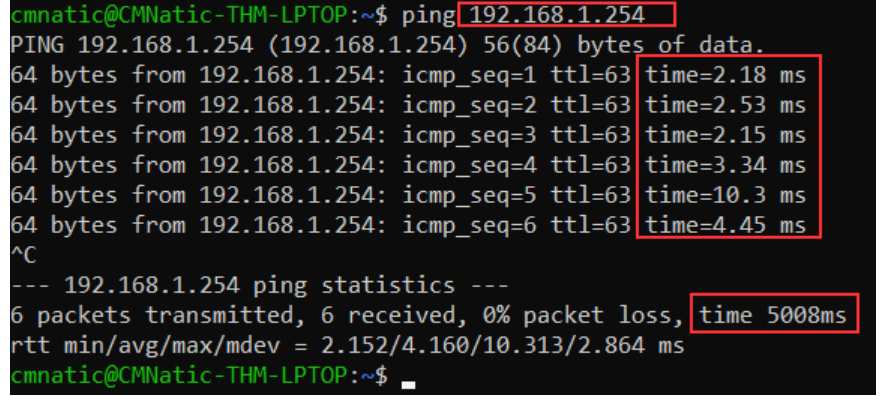 cmnatic@CMNatic-THM-LPTOP:~$ ping 192.168.1.254
PING 192.168.1.254 (192.168.1.254) 56(84) bytes of data.
64 bytes from 192.168.1.254: icmp_seq=1 ttl=63 time=2.18 ms
64 bytes from 192.168.1.254: icmp_seq=2 ttl=63 time=2.53 ms
64 bytes from 192.168.1.254: icmp_seq=3 ttl=63 time=2.15 ms
64 bytes from 192.168.1.254: icmp_seq=4 ttl=63 time=3.34 ms
64 bytes from 192.168.1.254: icmp_seq=5 ttl=63 time=10.3 ms
64 bytes from 192.168.1.254: icmp_seq=6 ttl=63 time=4.45 ms
^C
--- 192.168.1.254 ping statistics ---
6 packets transmitted, 6 received, 0% packet loss, time 5008ms
rtt min/avg/max/mdev = 2.152/4.160/10.313/2.864 ms
cmnatic@CMNatic-THM-LPTOP:~$